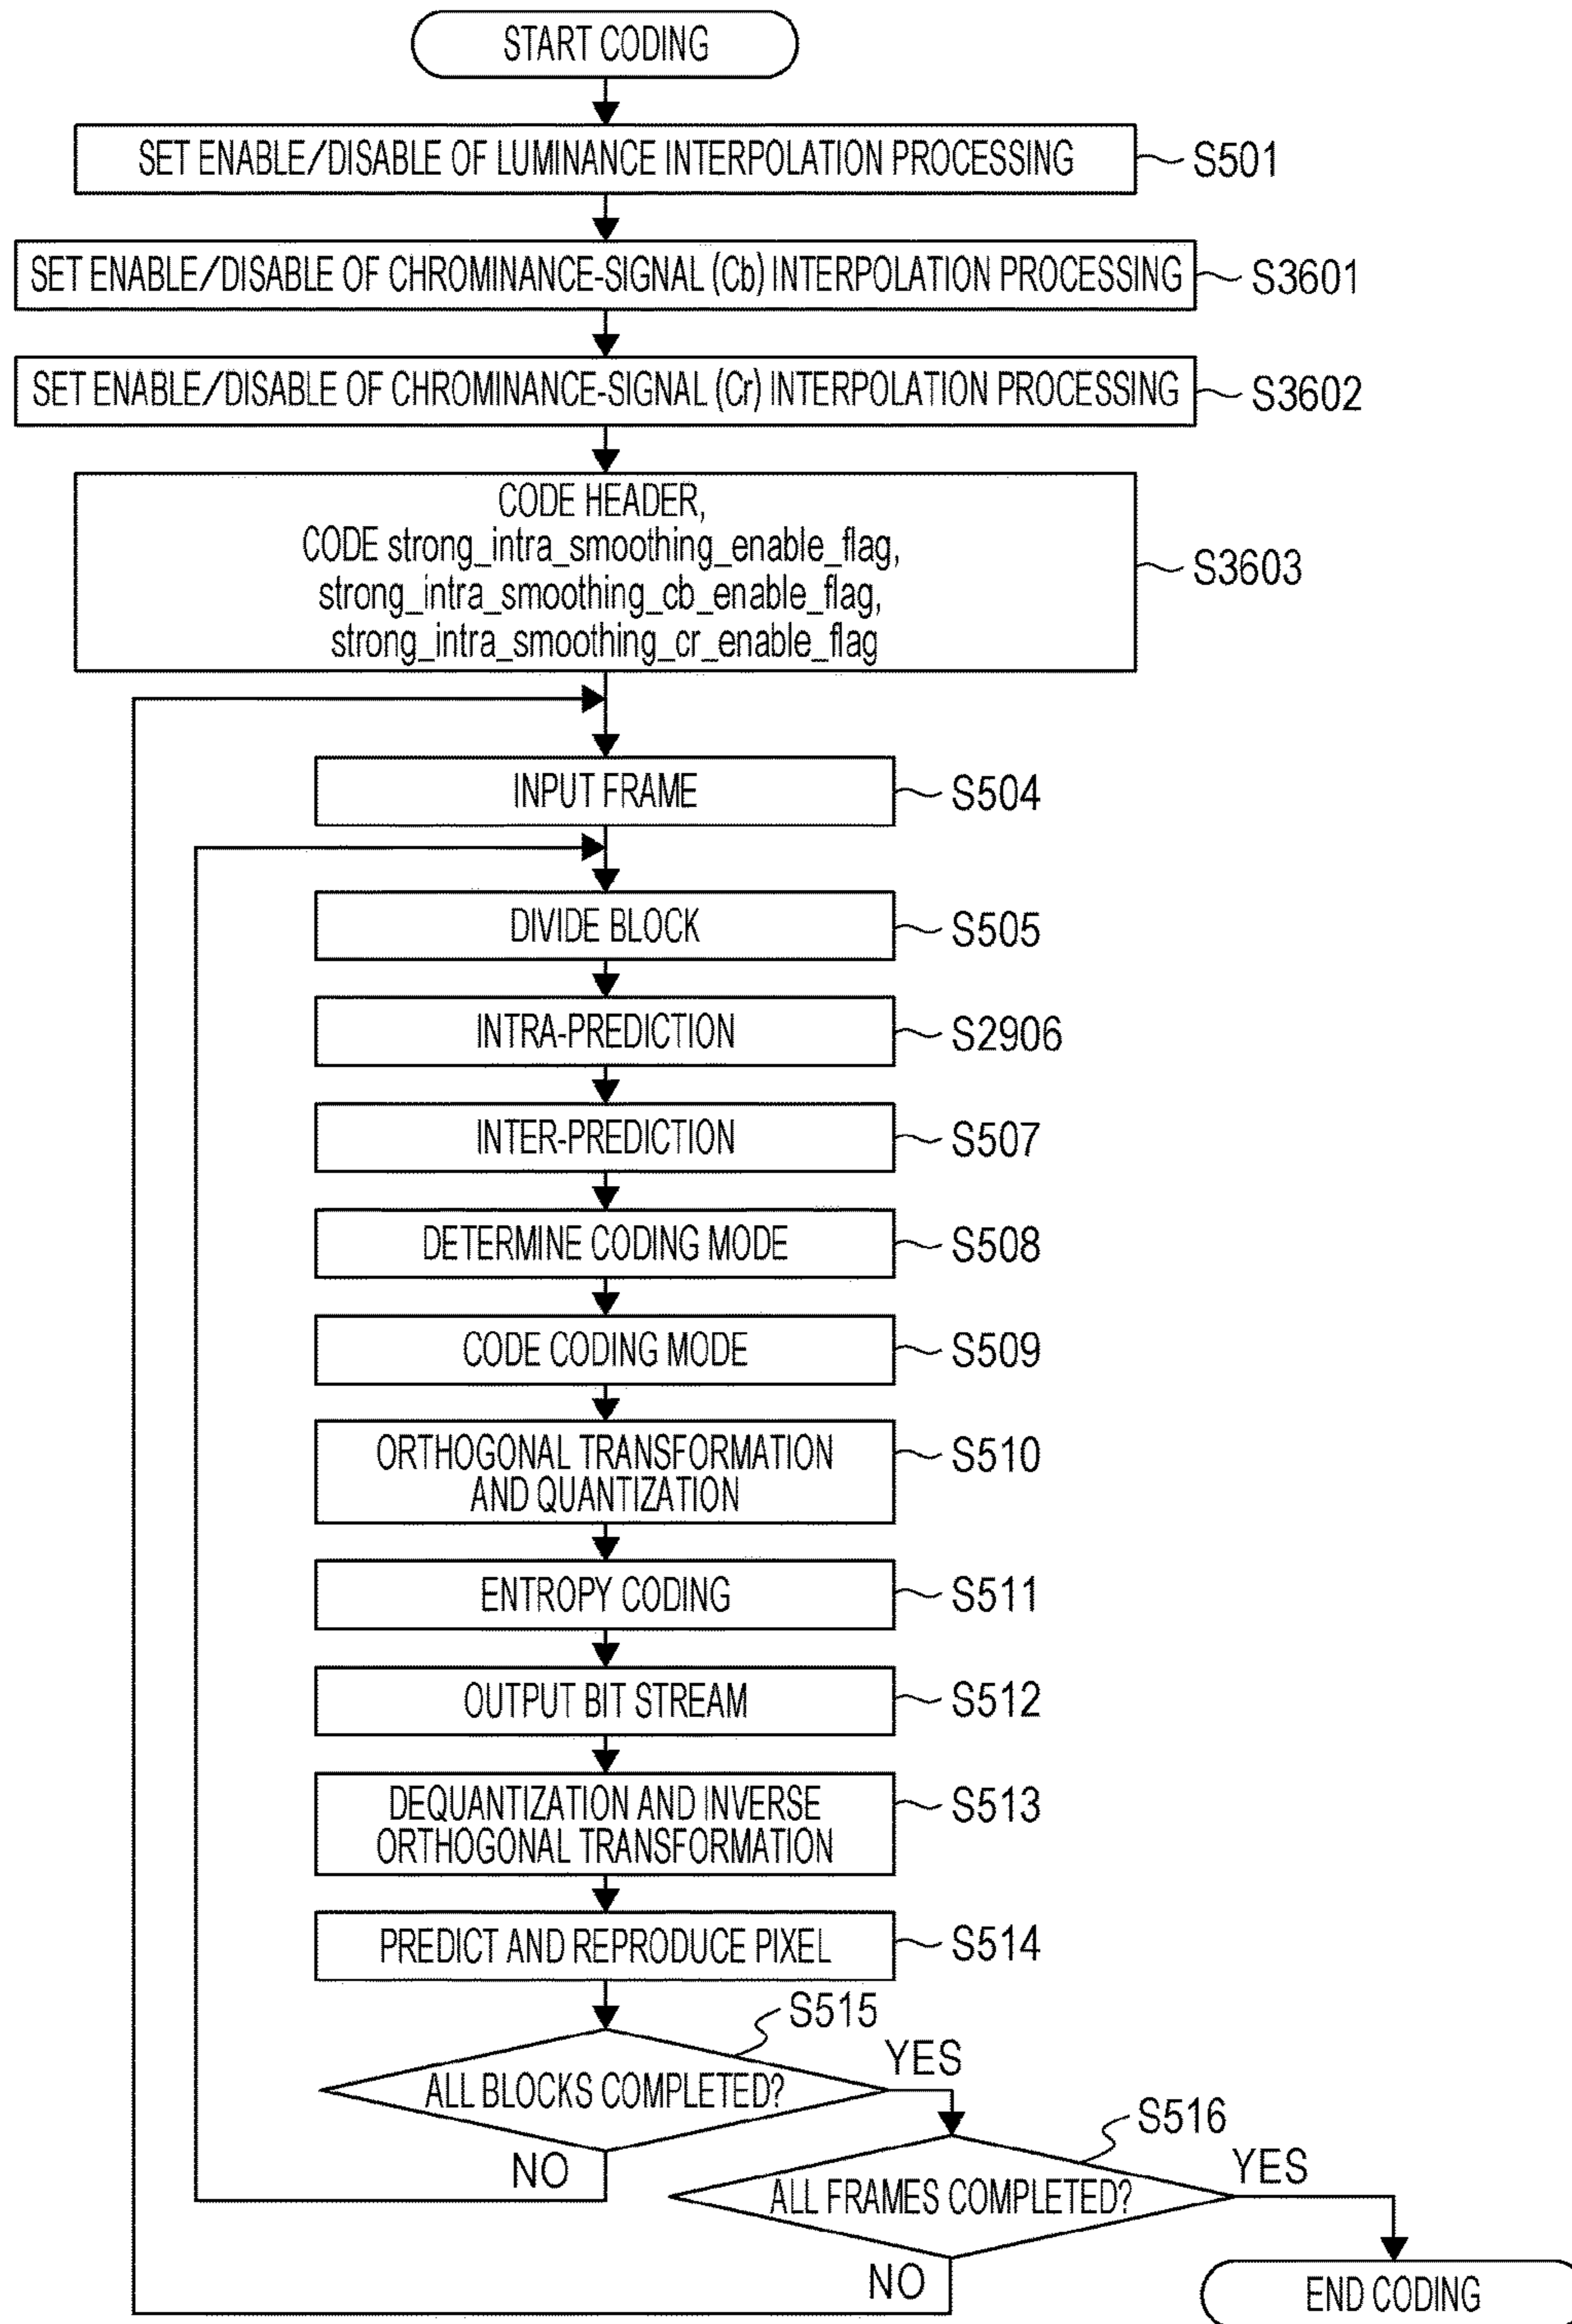 START CODING
SET ENABLE/DISABLE OF LUMINANCE INTERPOLATION PROCESSING
S501
SET ENABLE/DISABLE OF CHROMINANCE-SIGNAL (Cb) INTERPOLATION PROCESSING
S3601
SET ENABLE/DISABLE OF CHROMINANCE-SIGNAL (Cr) INTERPOLATION PROCESSING
S3602
CODE HEADER,
CODE strong_intra_smoothing_enable_flag,
strong_intra_smoothing_cb_enable_flag,
strong_intra_smoothing_cr_enable_flag
S3603
INPUT FRAME
S504
DIVIDE BLOCK
S505
INTRA-PREDICTION
S2906
INTER-PREDICTION
S507
DETERMINE CODING MODE
S508
CODE CODING MODE
S509
ORTHOGONAL TRANSFORMATION
AND QUANTIZATION
S510
ENTROPY CODING
S511
OUTPUT BIT STREAM
S512
DEQUANTIZATION AND INVERSE
ORTHOGONAL TRANSFORMATION
S513
PREDICT AND REPRODUCE PIXEL
S514
S515
ALL BLOCKS COMPLETED?
YES
NO
S516
ALL FRAMES COMPLETED?
YES
NO
END CODING